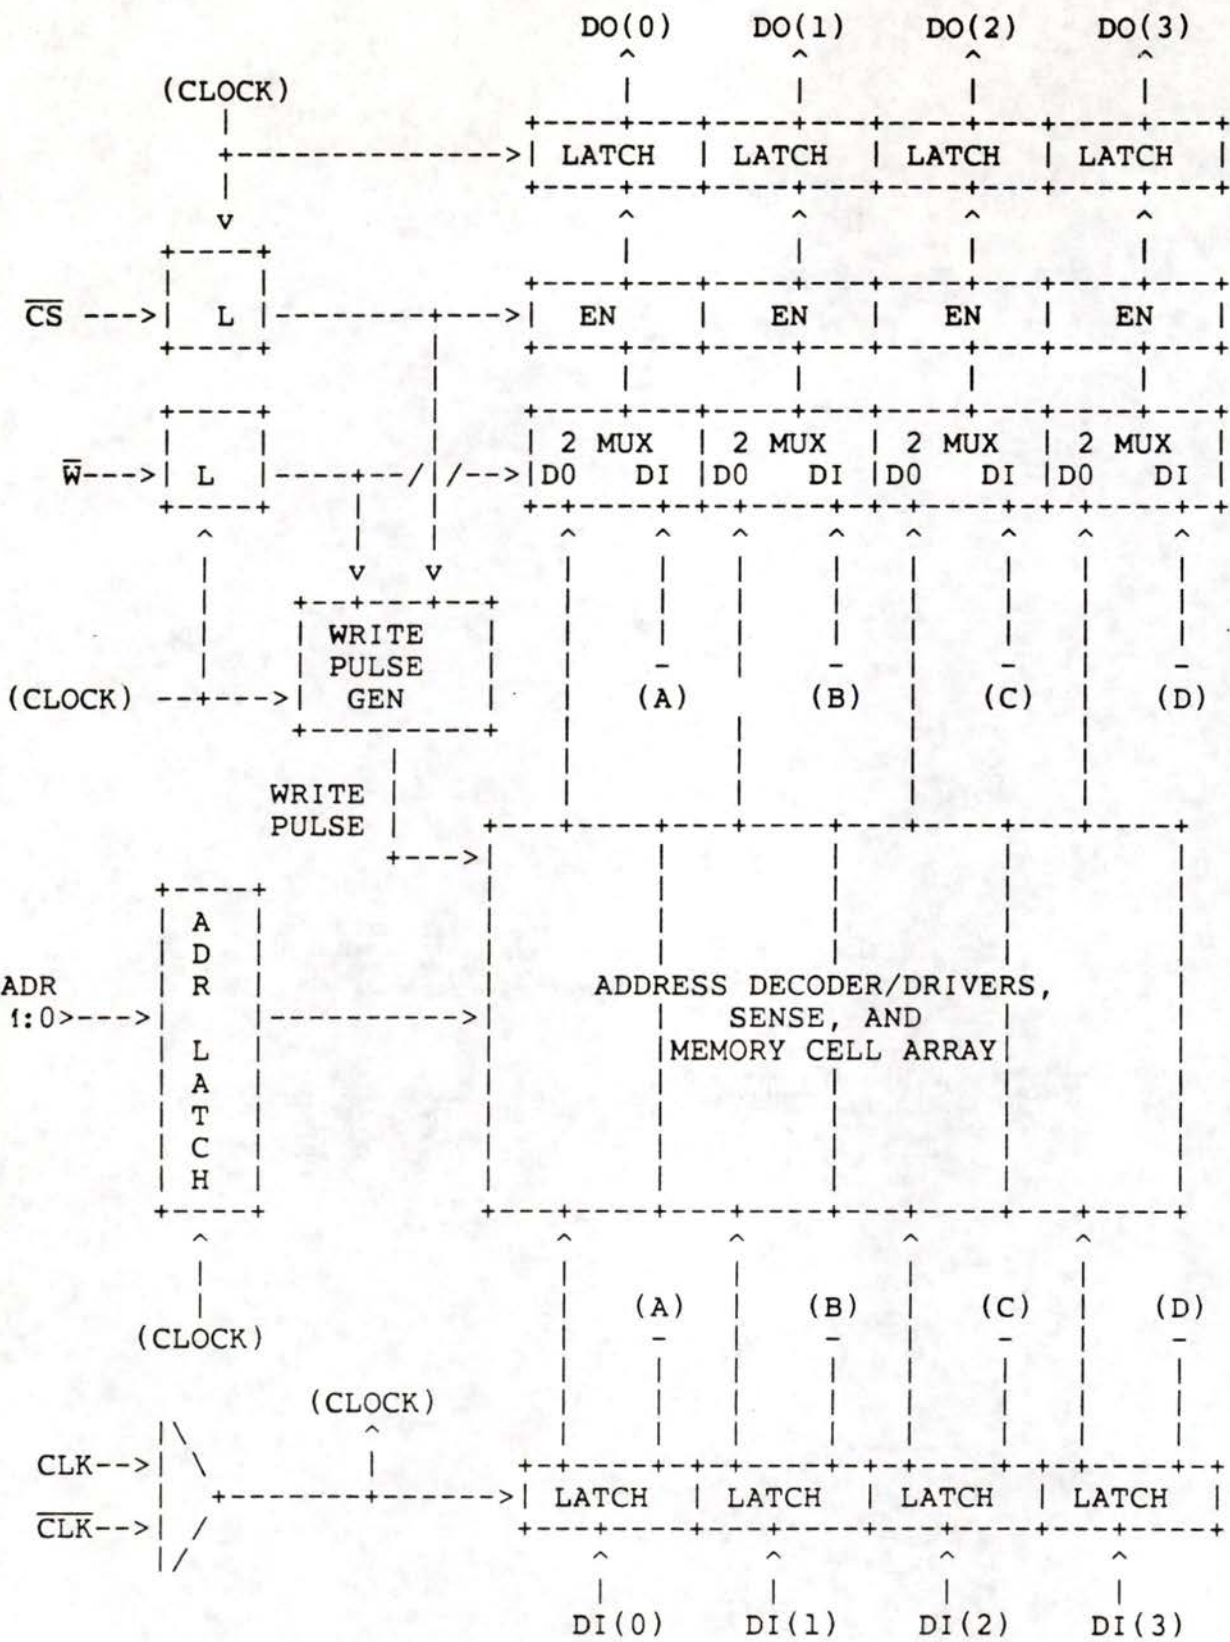 DO(0) DO(1) DO(2) DO(3)
(CLOCK)
LATCH LATCH LATCH LATCH
C̅S̅ L EN EN EN EN
2 MUX 2 MUX 2 MUX 2 MUX
W̅ L DO DI DO DI DO DI DO DI
WRITE
PULSE
(CLOCK) GEN (A) (B) (C) (D)
WRITE
PULSE
A
D
ADR R ADDRESS DECODER/DRIVERS,
1:0> SENSE, AND
L MEMORY CELL ARRAY
A
T
C
H
(A) (B) (C) (D)
(CLOCK)
(CLOCK)
CLK
LATCH LATCH LATCH LATCH
C̅L̅K̅
DI(0) DI(1) DI(2) DI(3)